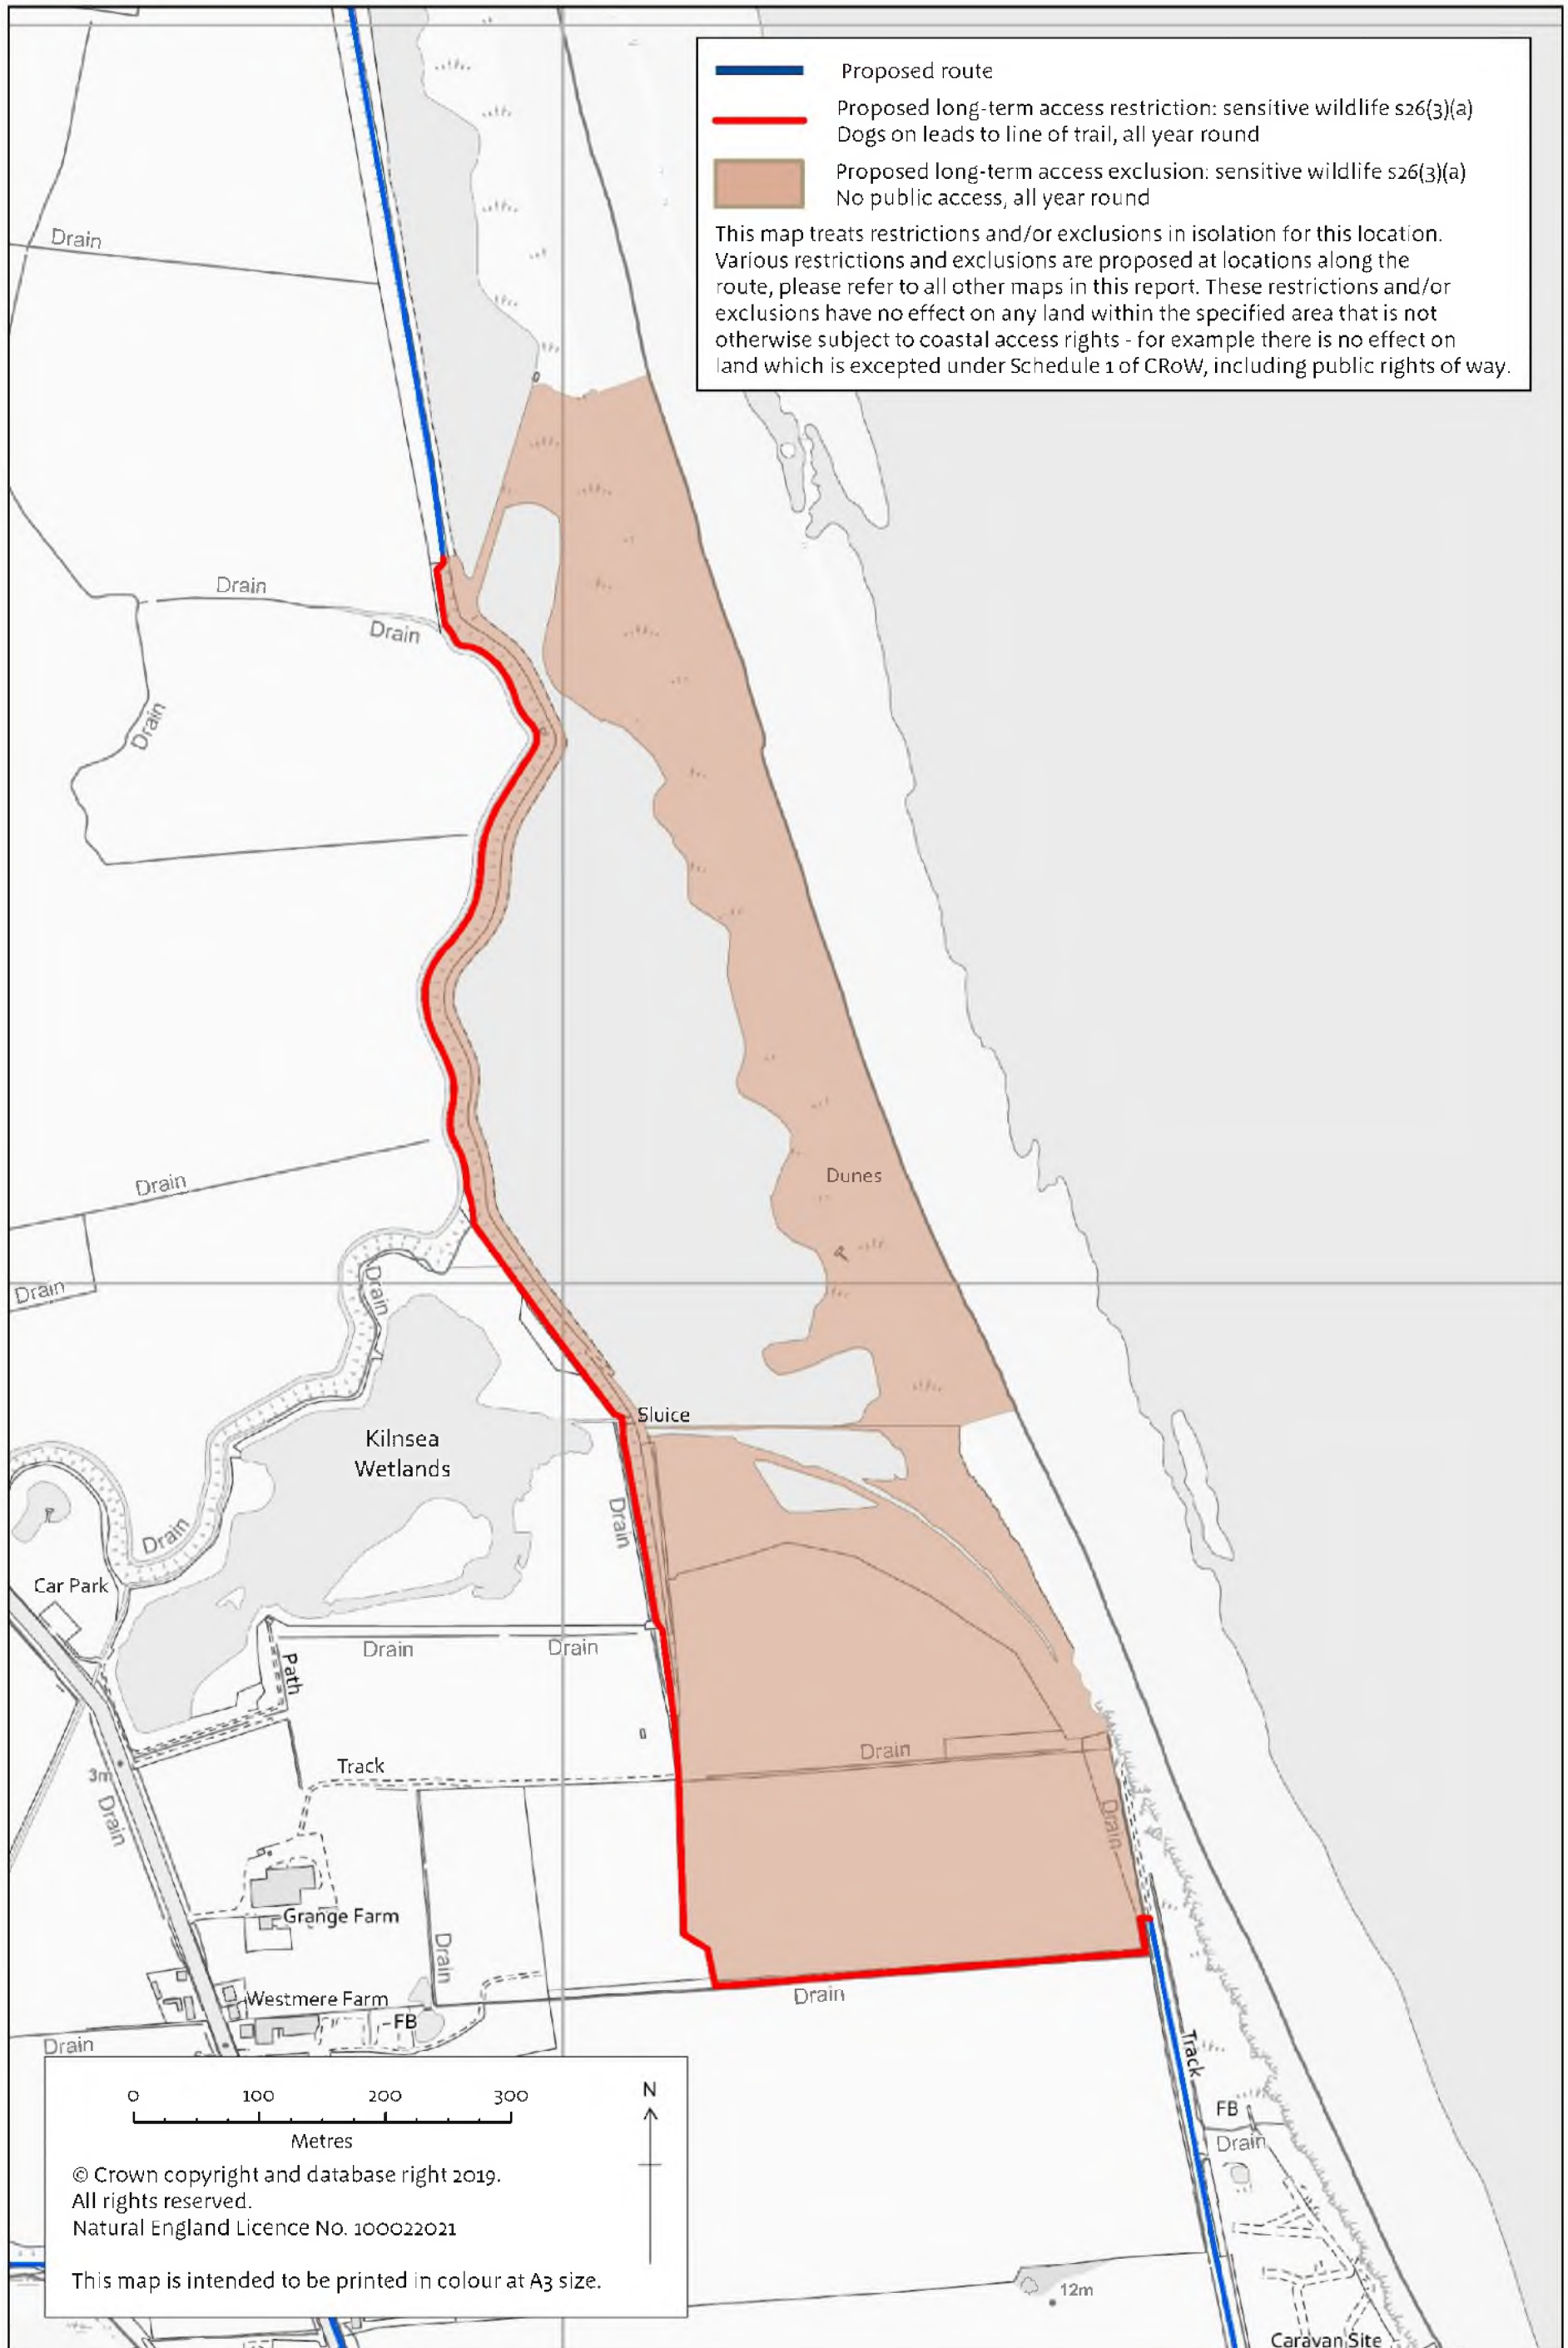 Proposed route
Proposed long-term access restriction: sensitive wildlife s26(3)(a)
Dogs on leads to line of trail, all year round
Proposed long-term access exclusion: sensitive wildlife s26(3)(a)
No public access, all year round
This map treats restrictions and/or exclusions in isolation for this location.
Various restrictions and exclusions are proposed at locations along the
route, please refer to all other maps in this report. These restrictions and/or
exclusions have no effect on any land within the specified area that is not
otherwise subject to coastal access rights - for example there is no effect on
land which is excepted under Schedule 1 of CRoW, including public rights of way.
Drain
Drain
Drain
Drain
Dunes
Drain
Drain
Drain
Sluice
Kilnsea
Wetlands
Drain
Drain
Car Park
Drain
Drain
Path
Drain
Track
3m
Drain
Drain
Grange Farm
Drain
Westmere Farm
FB
Drain
Drain
Track
FB
Drain
12m
Caravan Site
0 100 200 300
Metres
N
© Crown copyright and database right 2019.
All rights reserved.
Natural England Licence No. 100022021
This map is intended to be printed in colour at A3 size.